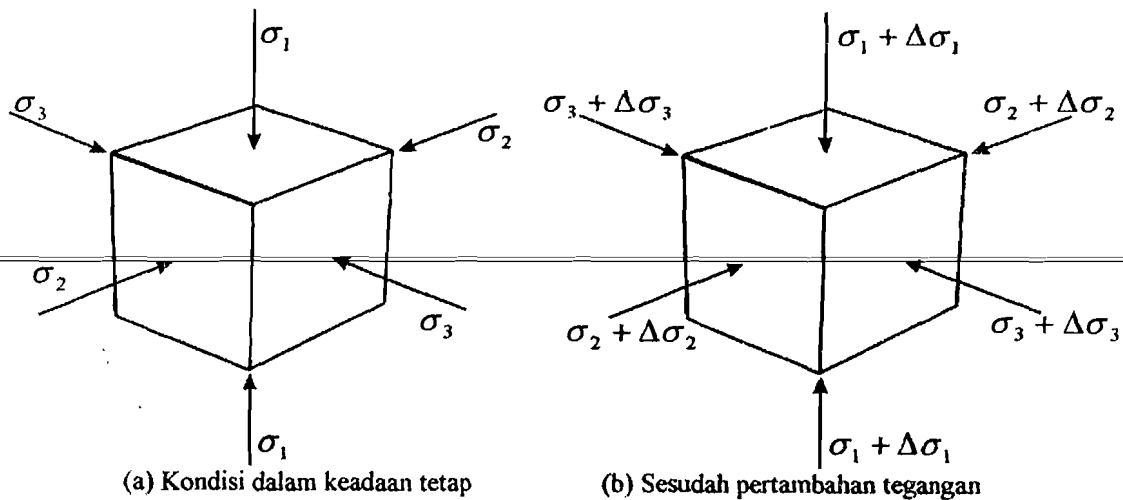 σ₁
σ₃
σ₂
σ₂
σ₃
σ₁
(a) Kondisi dalam keadaan tetap
σ₁ + Δσ₁
σ₃ + Δσ₃
σ₂ + Δσ₂
σ₂ + Δσ₂
σ₃ + Δσ₃
σ₁ + Δσ₁
(b) Sesudah pertambahan tegangan